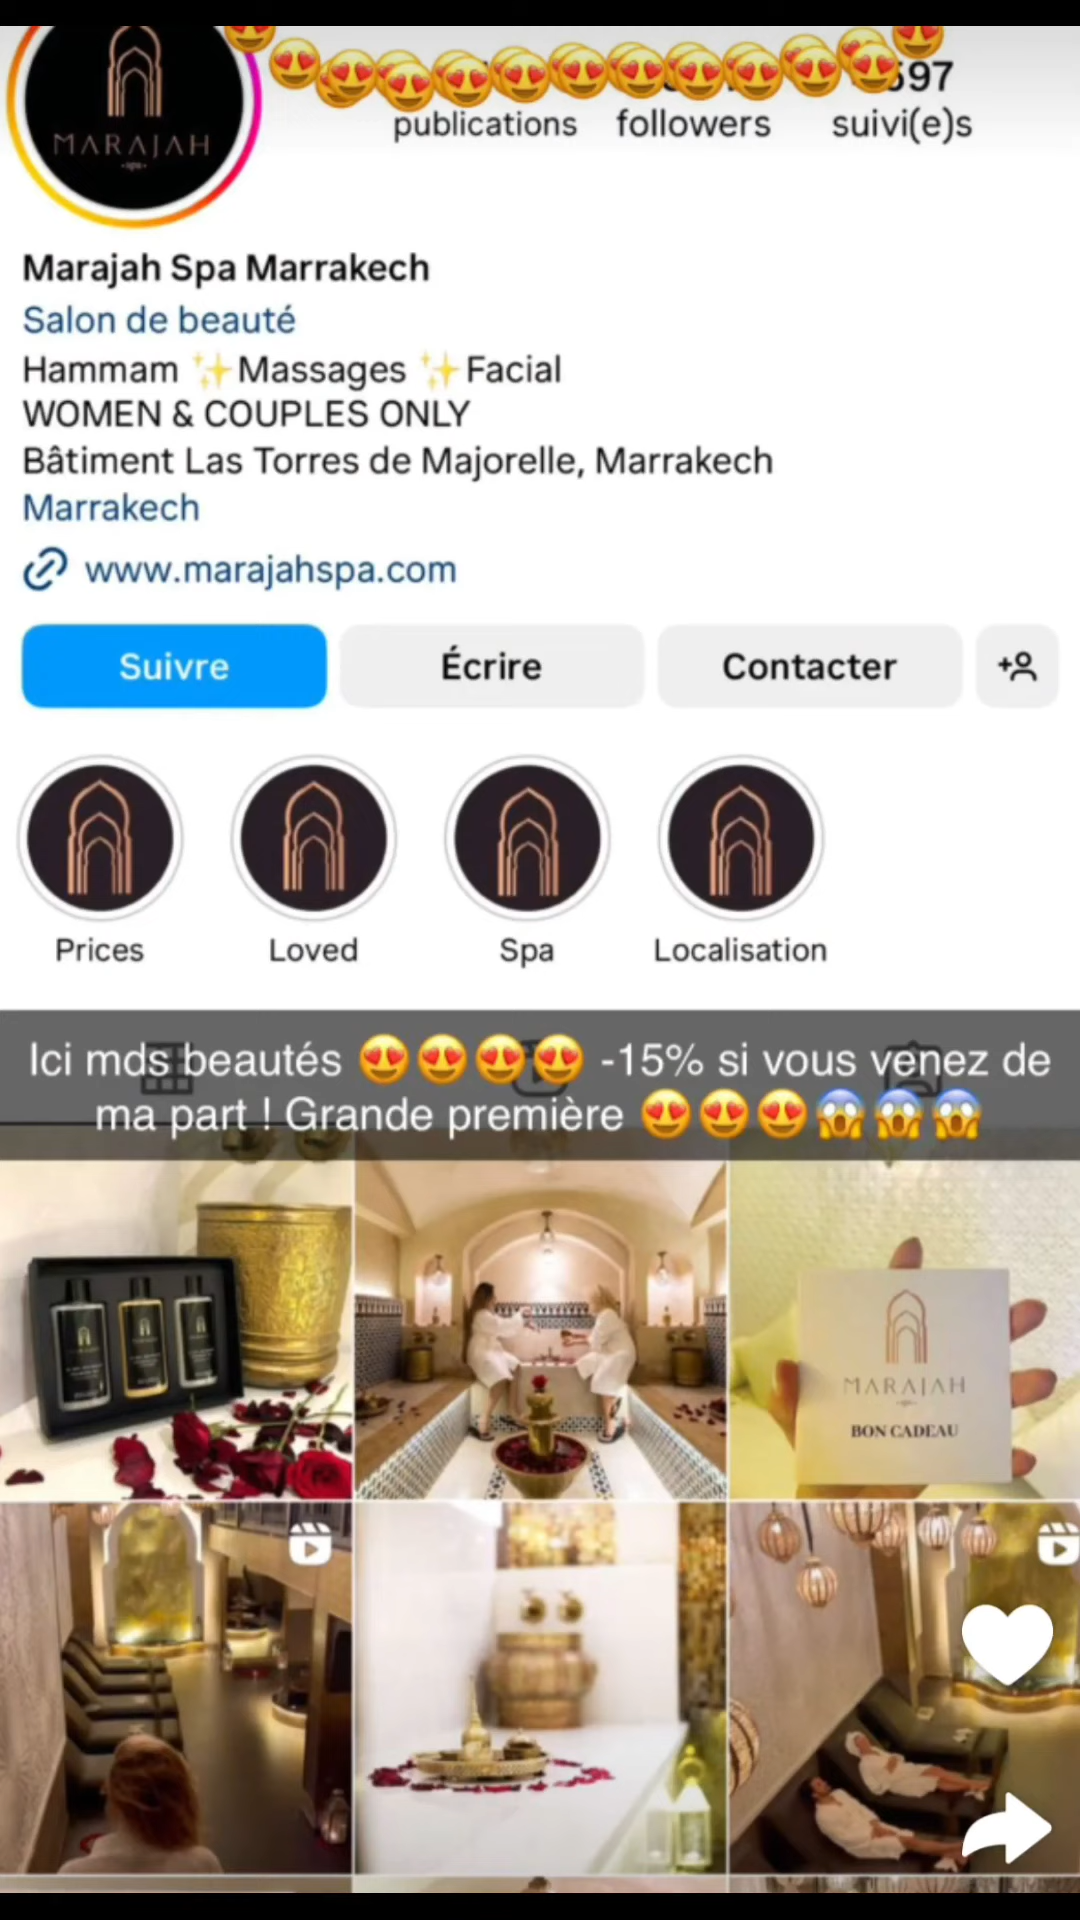 MARAJAH
-spa-
597
publications followers suivi(e)s
Marajah Spa Marrakech
Salon de beauté
Hammam ✨Massages ✨Facial
WOMEN & COUPLES ONLY
Bâtiment Las Torres de Majorelle, Marrakech
Marrakech
www.marajahspa.com
Suivre Écrire Contacter
Prices Loved Spa Localisation
Ici mds beautés 😍😍😍😍 -15% si vous venez de
ma part ! Grande première 😍😍😍😱😱😱
MARAJAH
BON CADEAU